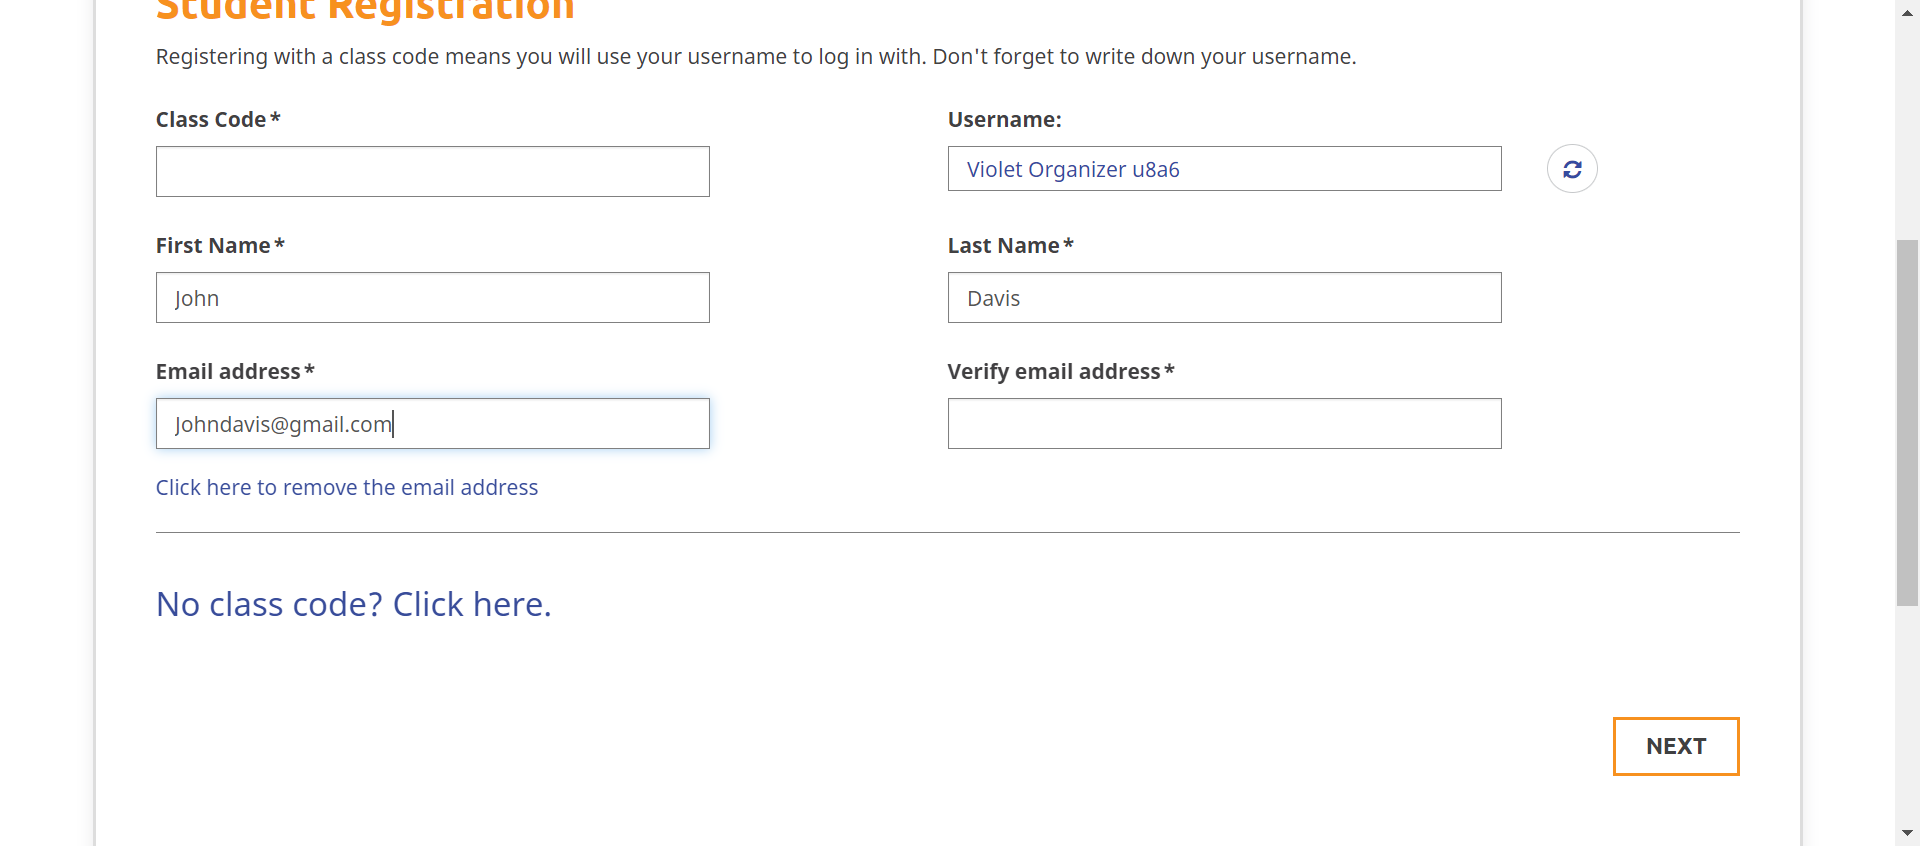 Student Registration
Registering with a class code means you will use your username to log in with. Don't forget to write down your username.
Class Code*
Username:
Violet Organizer u8a6
First Name*
Last Name*
John
Davis
Email address*
Verify email address*
Johndavis@gmail.com
Click here to remove the email address
No class code? Click here.
NEXT